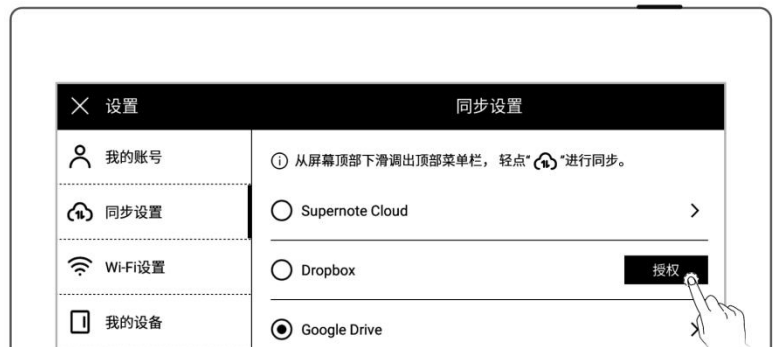 设置
同步设置
我的账号
同步设置
Wi-Fi设置
我的设备
从屏幕顶部下滑调出顶部菜单栏， 轻点“ ”进行同步。
Supernote Cloud
Dropbox
授权
Google Drive